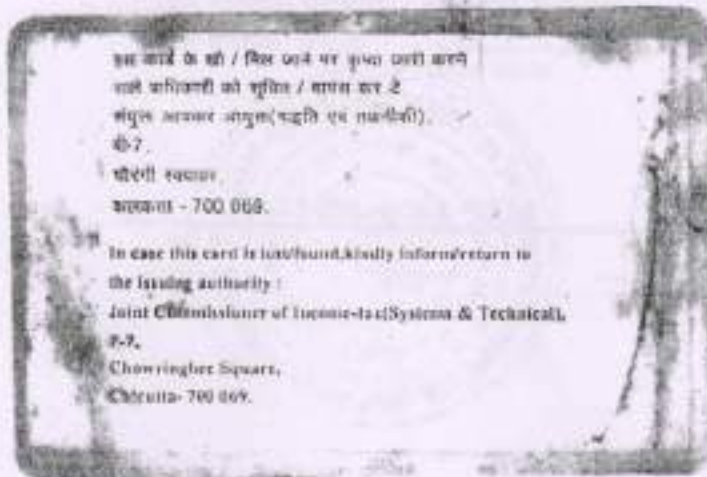 इस कार्ड के खो / मिल जाने पर कृपया जारी करने
वाले प्राधिकारी को सूचित / वापस कर दें
संयुक्त आयकर आयुक्त(पद्धति एवं तकनीकी),
पी-7,
चौरंगी स्क्वायर,
कलकत्ता - 700 069.
In case this card is lost/found,kindly inform/return to
the issuing authority :
Joint Commissioner of Income-tax(Systems & Technical),
P-7,
Chowringhee Square,
Calcutta- 700 069.